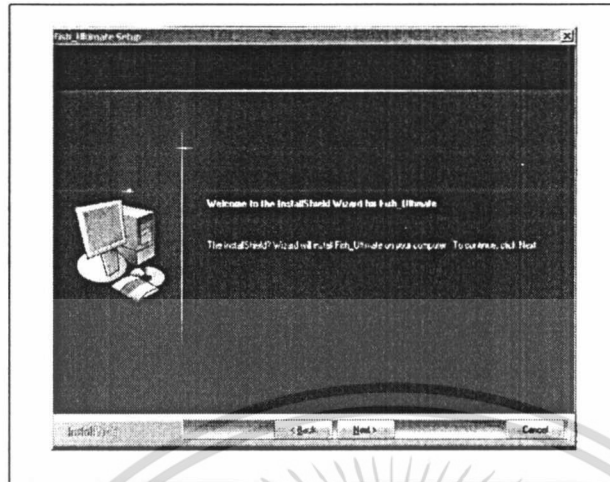 Fish_Ultimate Setup
Welcome to the InstallShield Wizard for Fish_Ultimate
The InstallShield? Wizard will install Fish_Ultimate on your computer. To continue, click Next.
InstallShield
< Back
Next >
Cancel